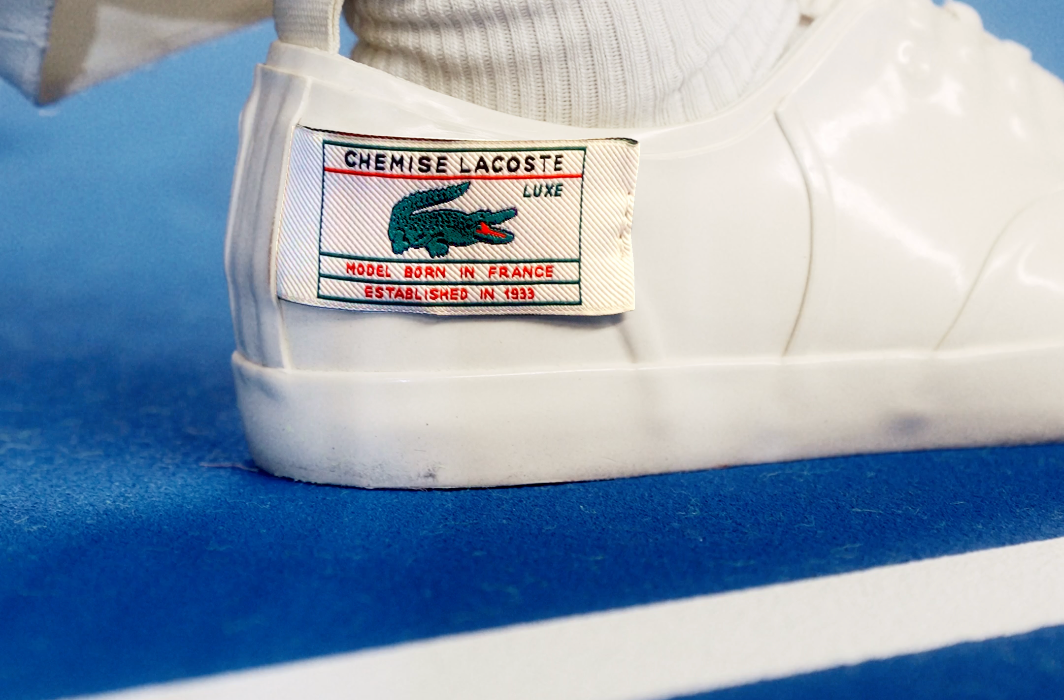 CHEMISE LACOSTE
LUXE
MODEL BORN IN FRANCE
ESTABLISHED IN 1933